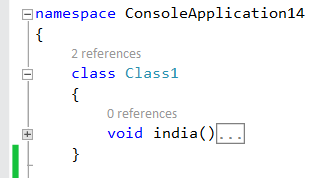 namespace ConsoleApplication14
{
2 references
class Class1
{
0 references
void india()...
}